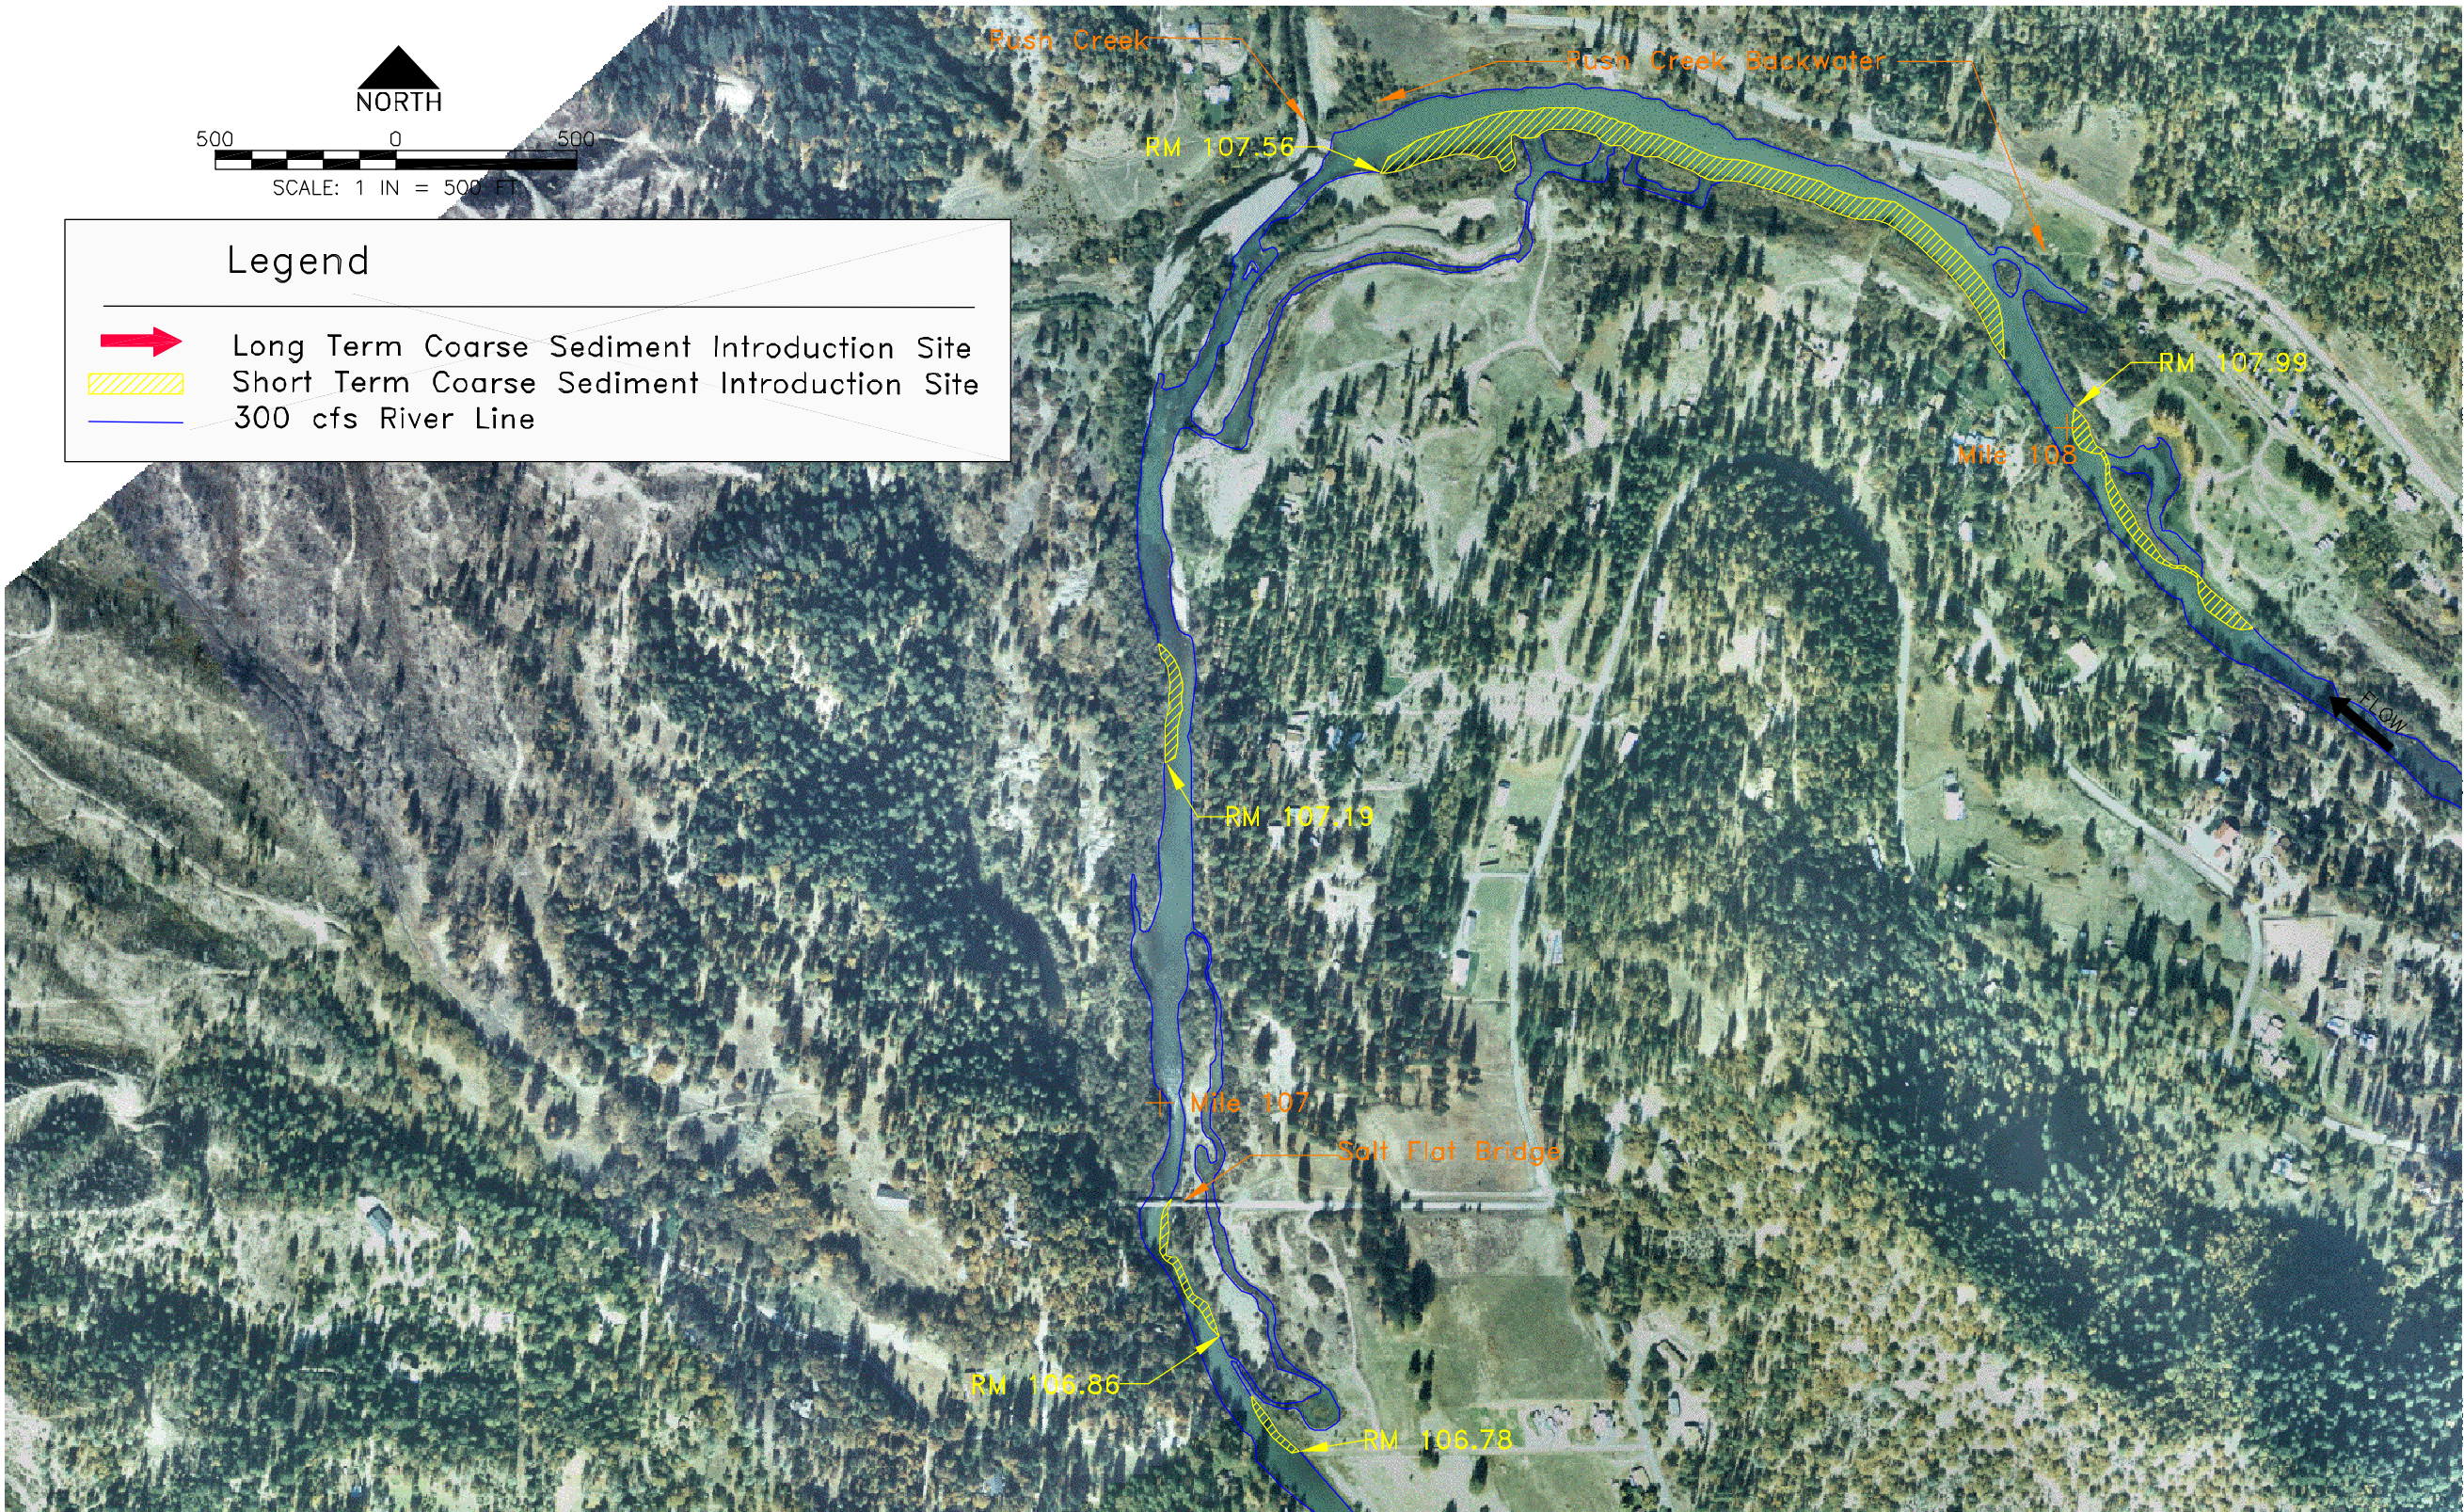 Rush Creek
Rush Creek Backwater
NORTH
500 0 500
SCALE: 1 IN = 500 FT
RM 107.56
Legend
Long Term Coarse Sediment Introduction Site
Short Term Coarse Sediment Introduction Site
300 cfs River Line
RM 107.99
Mile 108
FLOW
RM 107.19
Mile 107
Salt Flat Bridge
RM 106.86
RM 106.78